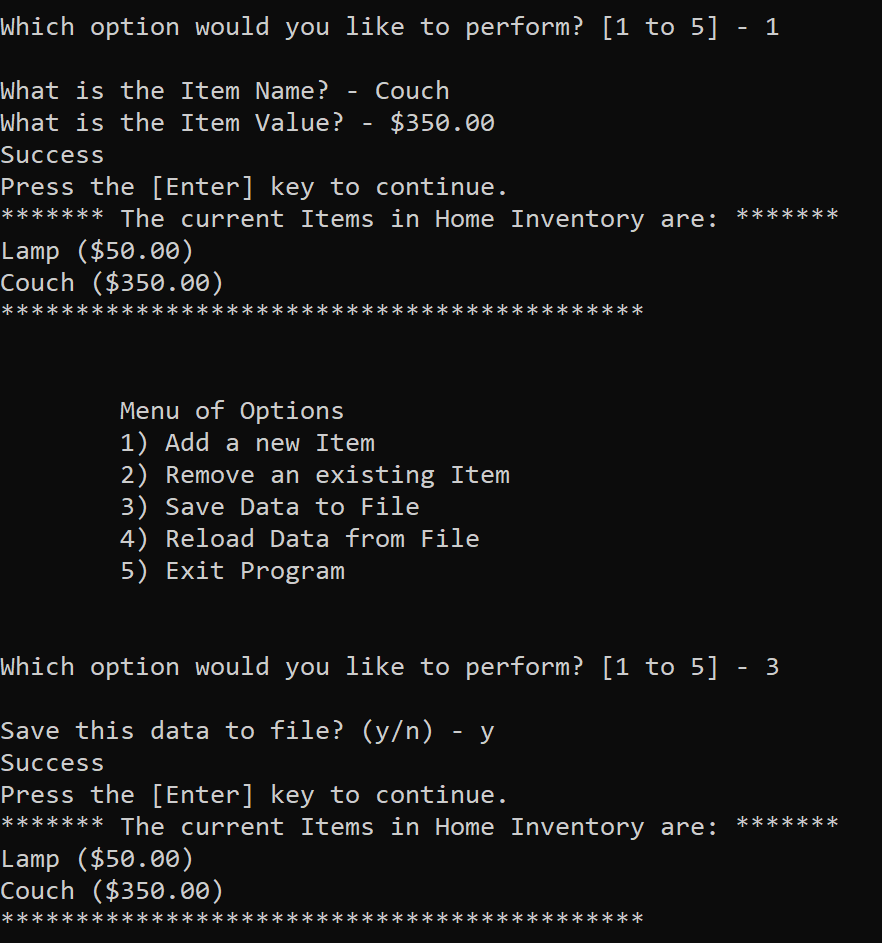 Which option would you like to perform? [1 to 5] - 1
What is the Item Name? - Couch
What is the Item Value? - $350.00
Success
Press the [Enter] key to continue.
******* The current Items in Home Inventory are: *******
Lamp ($50.00)
Couch ($350.00)
*******************************************
Menu of Options
1) Add a new Item
2) Remove an existing Item
3) Save Data to File
4) Reload Data from File
5) Exit Program
Which option would you like to perform? [1 to 5] - 3
Save this data to file? (y/n) - y
Success
Press the [Enter] key to continue.
******* The current Items in Home Inventory are: *******
Lamp ($50.00)
Couch ($350.00)
*******************************************